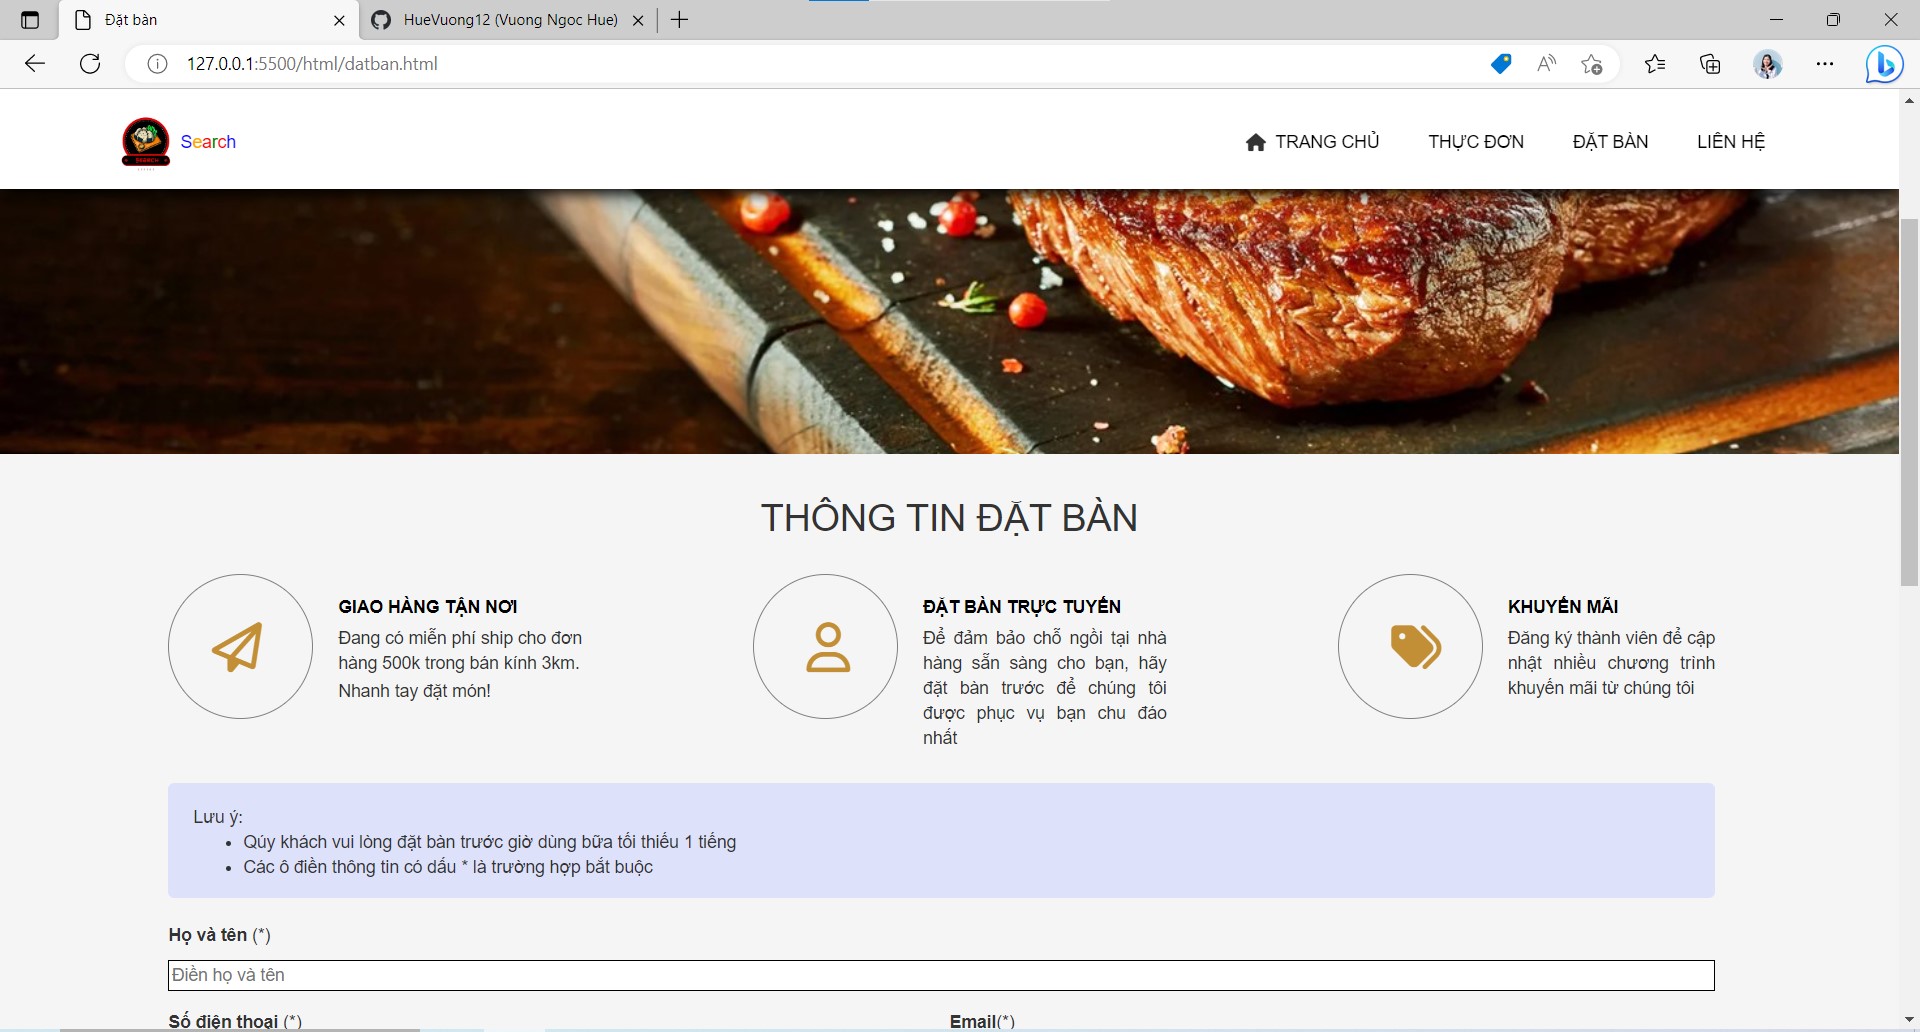 Đặt bàn
HueVuong12 (Vuong Ngoc Hue)
127.0.0.1:5500/html/datban.html
Search
TRANG CHỦ
THỰC ĐƠN
ĐẶT BÀN
LIÊN HỆ
THÔNG TIN ĐẶT BÀN
GIAO HÀNG TẬN NƠI
Đang có miễn phí ship cho đơn
hàng 500k trong bán kính 3km.
Nhanh tay đặt món!
ĐẶT BÀN TRỰC TUYẾN
Để đảm bảo chỗ ngồi tại nhà
hàng sẵn sàng cho bạn, hãy
đặt bàn trước để chúng tôi
được phục vụ bạn chu đáo
nhất
KHUYẾN MÃI
Đăng ký thành viên để cập
nhật nhiều chương trình
khuyến mãi từ chúng tôi
Lưu ý:
• Qúy khách vui lòng đặt bàn trước giờ dùng bữa tối thiểu 1 tiếng
• Các ô điền thông tin có dấu * là trường hợp bắt buộc
Họ và tên (*)
Điền họ và tên
Số điện thoại (*)
Email(*)